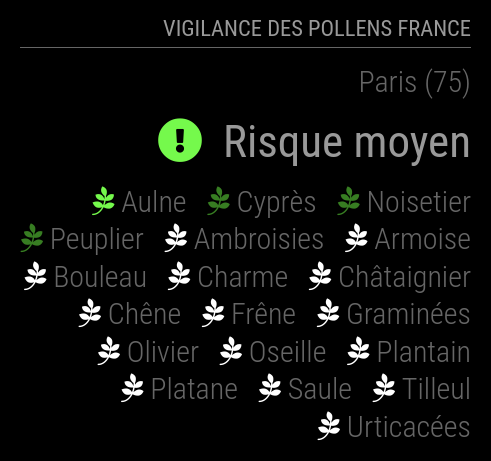 VIGILANCE DES POLLENS FRANCE
Paris (75)
Risque moyen
Aulne Cyprès Noisetier
Peuplier Ambroisies Armoise
Bouleau Charme Châtaignier
Chêne Frêne Graminées
Olivier Oseille Plantain
Platane Saule Tilleul
Urticacées